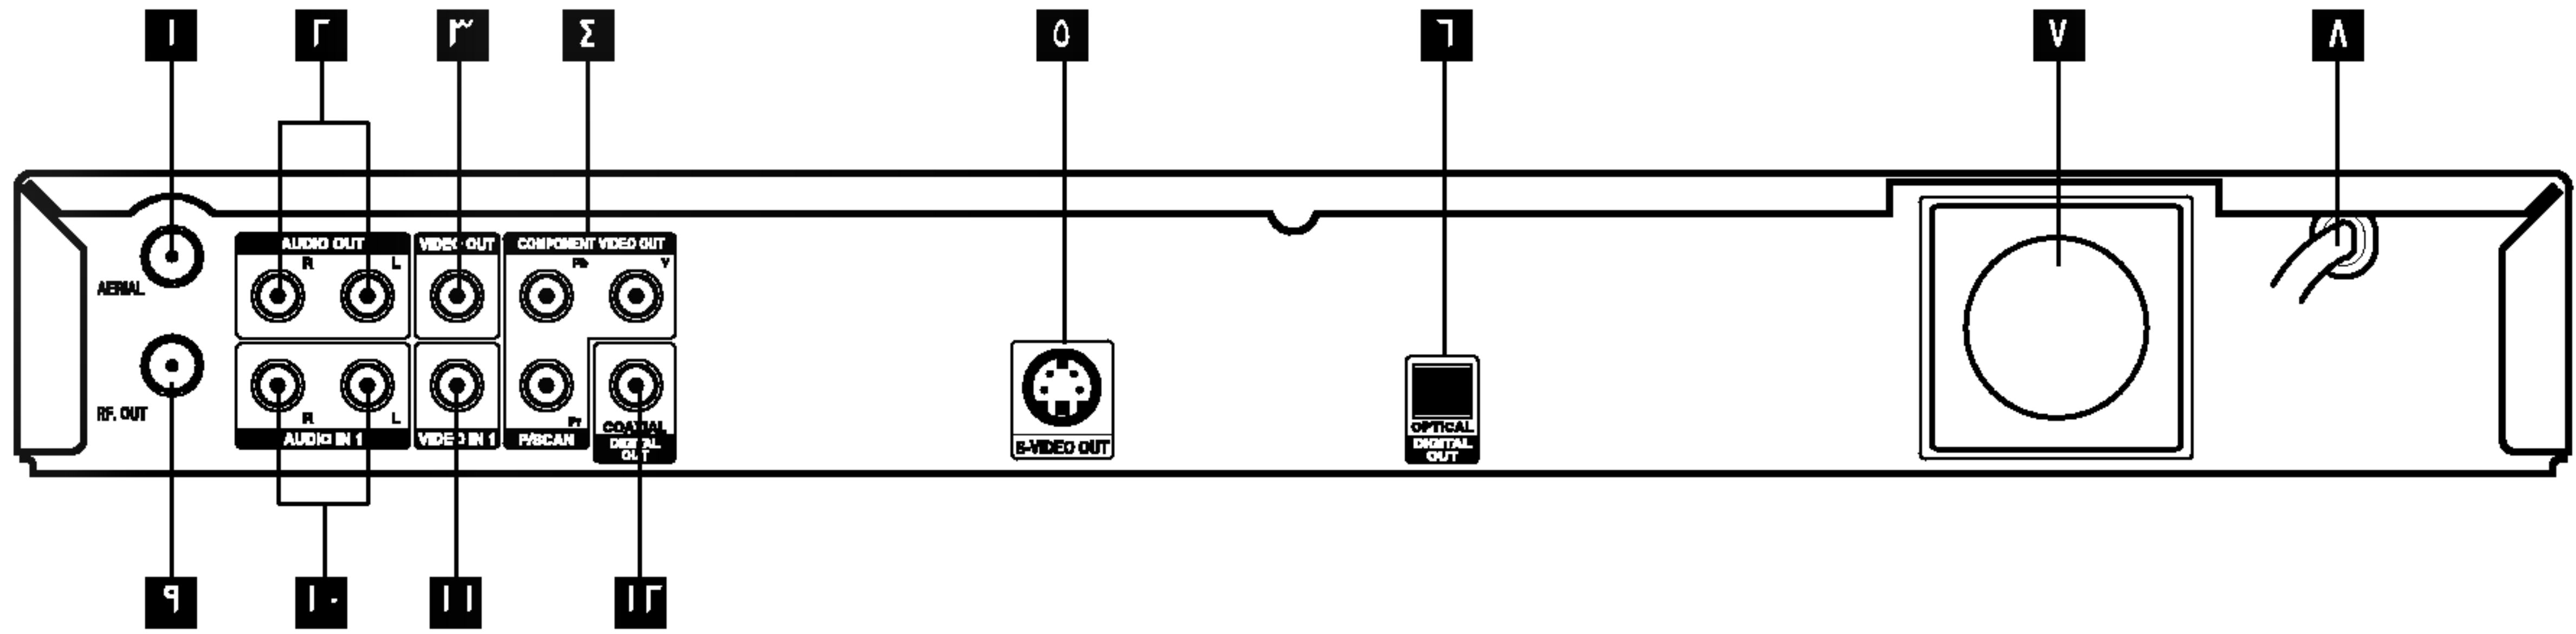 ١ ٢ ٣ ٤ ٥ ٦ ٧ ٨
AUDIO OUT VIDEO OUT COMPONENT VIDEO OUT
R L Pb Y
AERIAL
RF. OUT
R L Pr COAXIAL OPTICAL
AUDIO IN 1 VIDEO IN 1 P/SCAN DIGITAL OUT S-VIDEO OUT DIGITAL OUT
٩ ١٠ ١١ ١٢